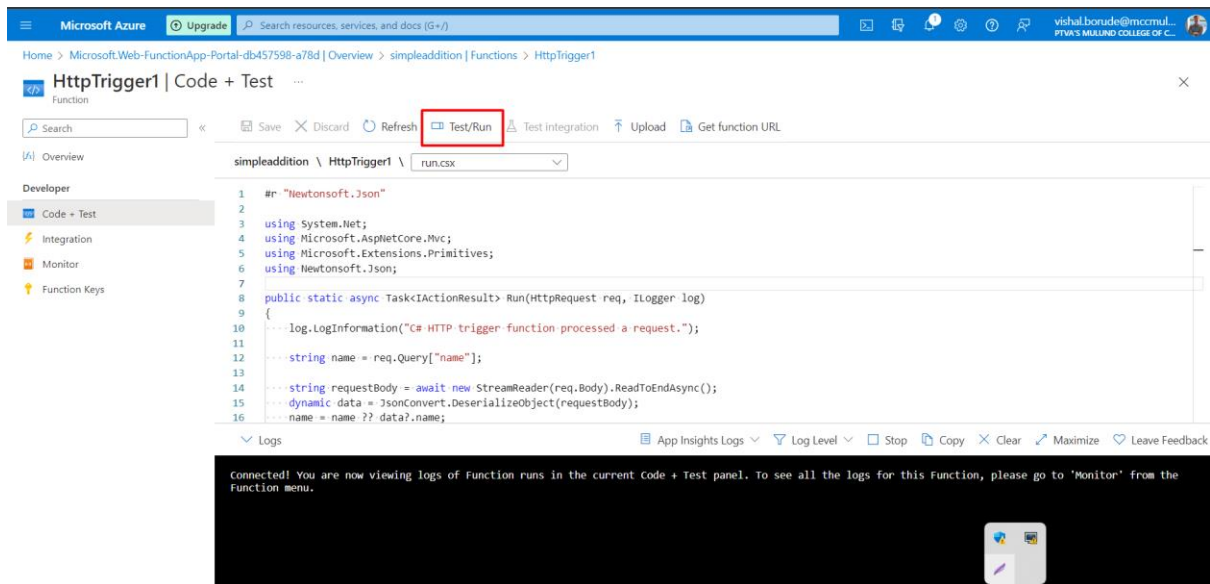 Microsoft Azure Upgrade Search resources, services, and docs (G+/) vishal.borude@mccmul...
PTVA'S MULUND COLLEGE OF C...
Home > Microsoft.Web-FunctionApp-Portal-db457598-a78d | Overview > simpleaddition | Functions > HttpTrigger1
HttpTrigger1 | Code + Test ...
Function
Search « Save Discard Refresh Test/Run Test integration Upload Get function URL
Overview
simpleaddition \ HttpTrigger1 \ run.csx
Developer
Code + Test
Integration
Monitor
Function Keys
1 #r "Newtonsoft.Json"
2
3 using System.Net;
4 using Microsoft.AspNetCore.Mvc;
5 using Microsoft.Extensions.Primitives;
6 using Newtonsoft.Json;
7
8 public static async Task<IActionResult> Run(HttpRequest req, ILogger log)
9 {
10 log.LogInformation("C# HTTP trigger function processed a request.");
11
12 string name = req.Query["name"];
13
14 string requestBody = await new StreamReader(req.Body).ReadToEndAsync();
15 dynamic data = JsonConvert.DeserializeObject(requestBody);
16 name = name ?? data?.name;
Logs App Insights Logs Log Level Stop Copy Clear Maximize Leave Feedback
Connected! You are now viewing logs of Function runs in the current Code + Test panel. To see all the logs for this Function, please go to 'Monitor' from the
Function menu.